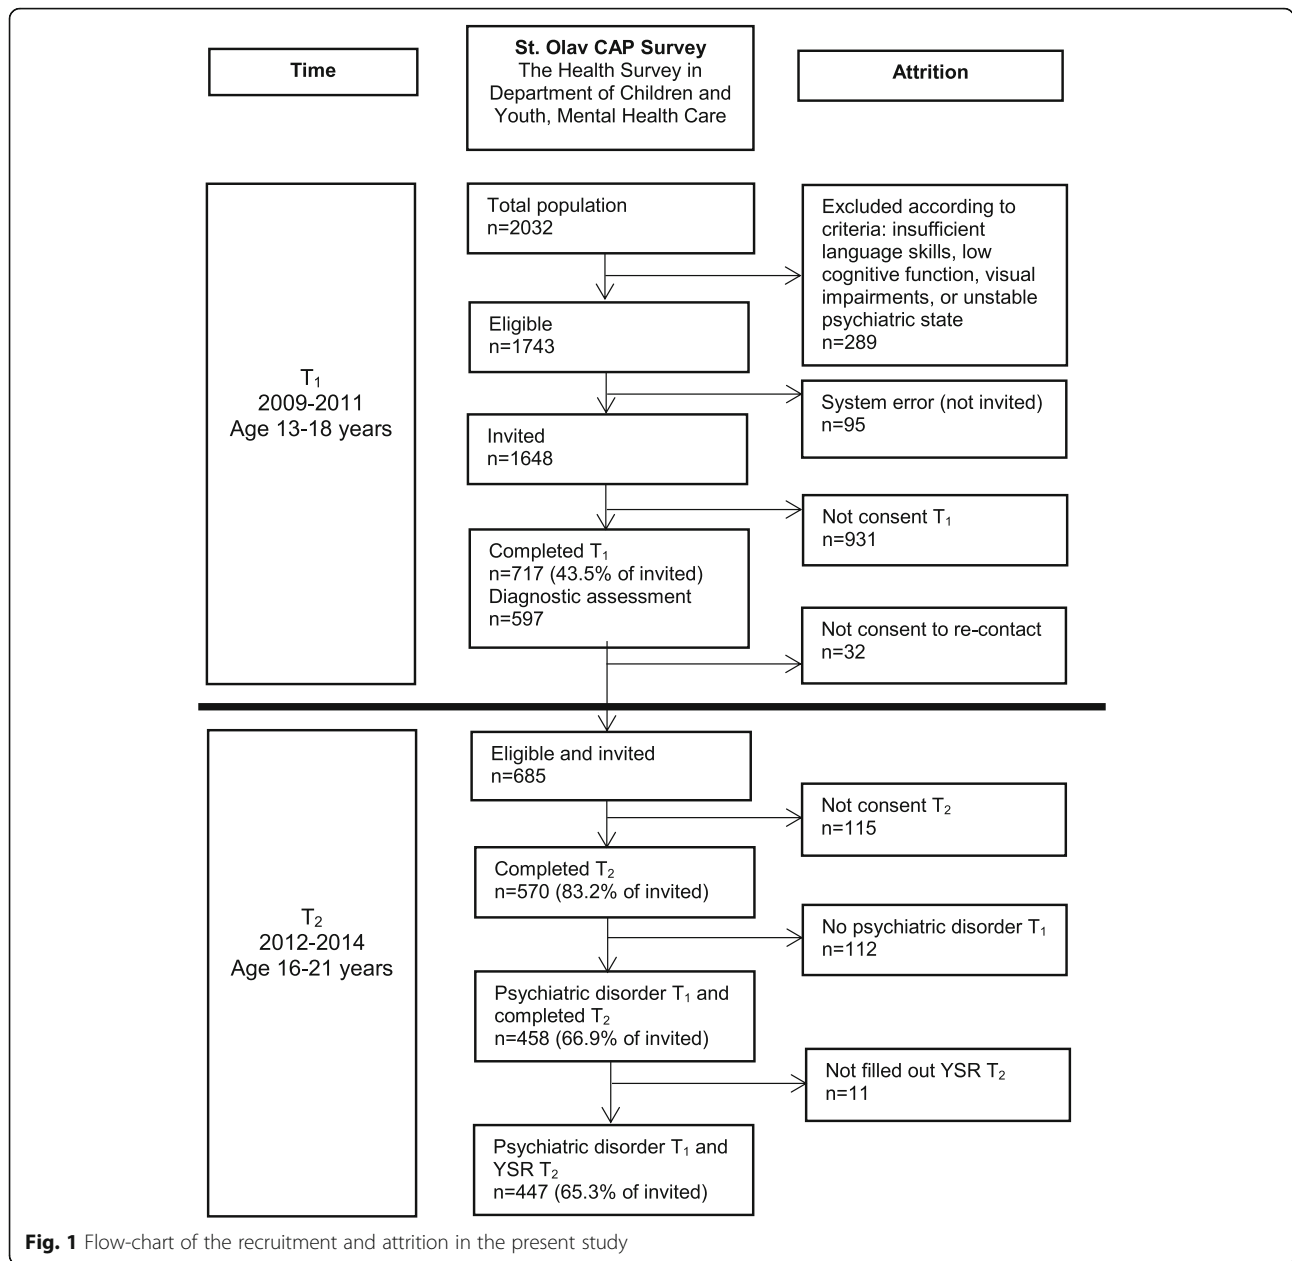 Time
St. Olav CAP Survey
The Health Survey in
Department of Children and
Youth, Mental Health Care
Attrition
T₁
2009-2011
Age 13-18 years
Total population
n=2032
Excluded according to
criteria: insufficient
language skills, low
cognitive function, visual
impairments, or unstable
psychiatric state
n=289
Eligible
n=1743
System error (not invited)
n=95
Invited
n=1648
Not consent T₁
n=931
Completed T₁
n=717 (43.5% of invited)
Diagnostic assessment
n=597
Not consent to re-contact
n=32
T₂
2012-2014
Age 16-21 years
Eligible and invited
n=685
Not consent T₂
n=115
Completed T₂
n=570 (83.2% of invited)
No psychiatric disorder T₁
n=112
Psychiatric disorder T₁ and
completed T₂
n=458 (66.9% of invited)
Not filled out YSR T₂
n=11
Psychiatric disorder T₁ and
YSR T₂
n=447 (65.3% of invited)
Fig. 1 Flow-chart of the recruitment and attrition in the present study